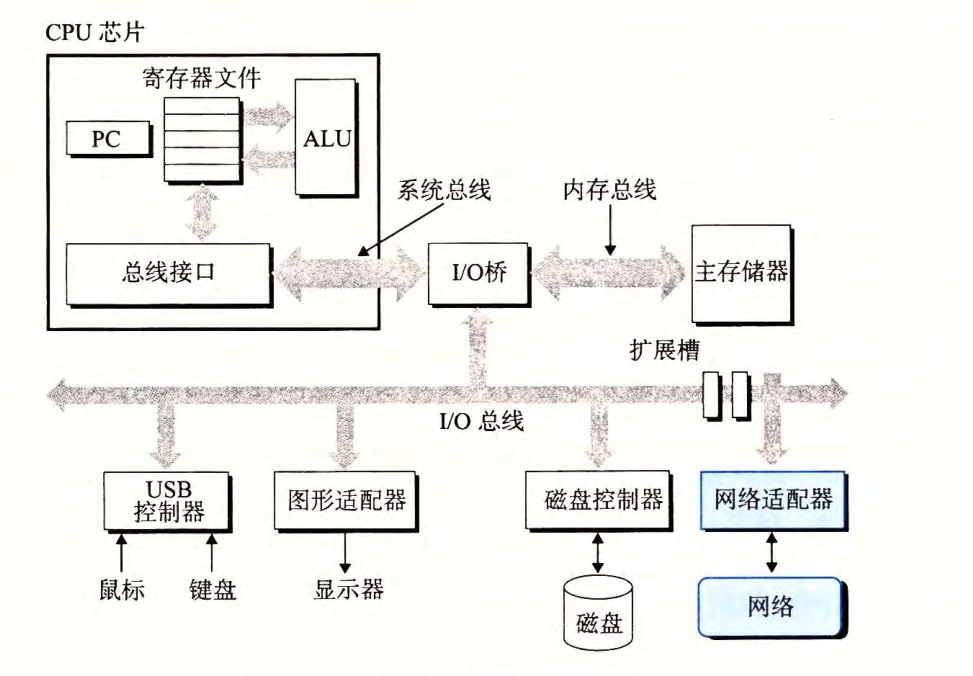 CPU 芯片
寄存器文件
PC
ALU
系统总线
内存总线
总线接口
I/O桥
主存储器
扩展槽
I/O 总线
USB
控制器
图形适配器
磁盘控制器
网络适配器
鼠标
键盘
显示器
磁盘
网络